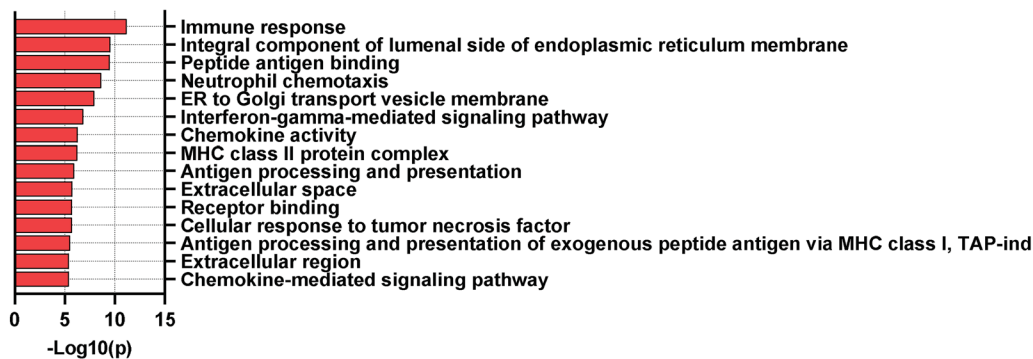 Immune response
Integral component of lumenal side of endoplasmic reticulum membrane
Peptide antigen binding
Neutrophil chemotaxis
ER to Golgi transport vesicle membrane
Interferon-gamma-mediated signaling pathway
Chemokine activity
MHC class II protein complex
Antigen processing and presentation
Extracellular space
Receptor binding
Cellular response to tumor necrosis factor
Antigen processing and presentation of exogenous peptide antigen via MHC class I, TAP-ind
Extracellular region
Chemokine-mediated signaling pathway
0 5 10 15
-Log10(p)